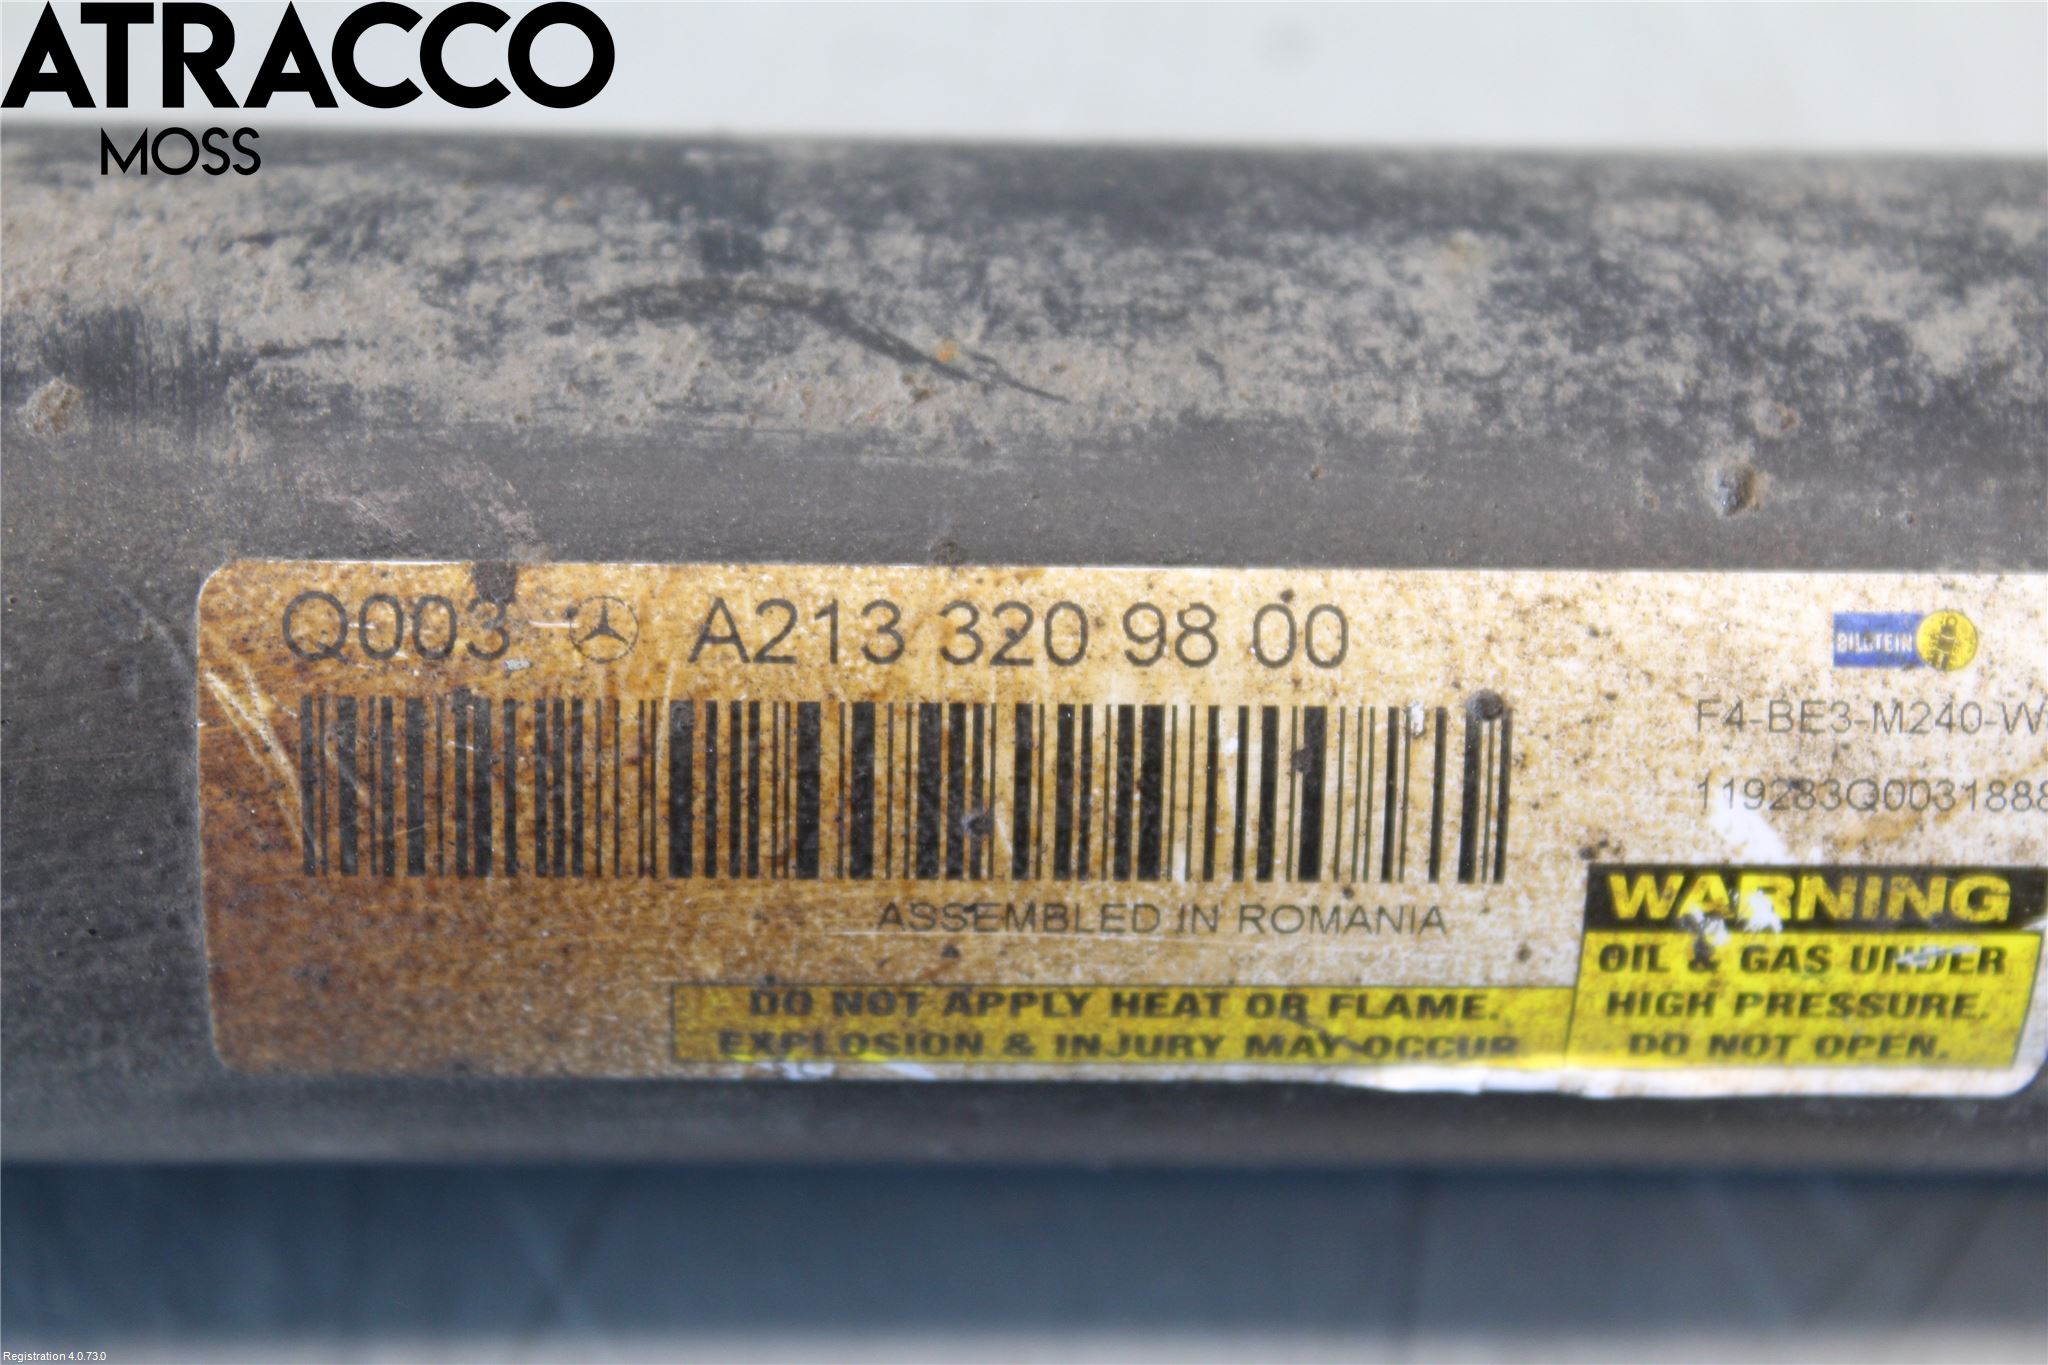 ATRACCO
MOSS
Q003 A213 320 98 00
BILSTEIN
F4-BE3-M240-W
119283Q0031888
ASSEMBLED IN ROMANIA
WARNING
OIL & GAS UNDER
HIGH PRESSURE.
DO NOT OPEN.
DO NOT APPLY HEAT OR FLAME.
EXPLOSION & INJURY MAY OCCUR
Registration 4.0.73.0